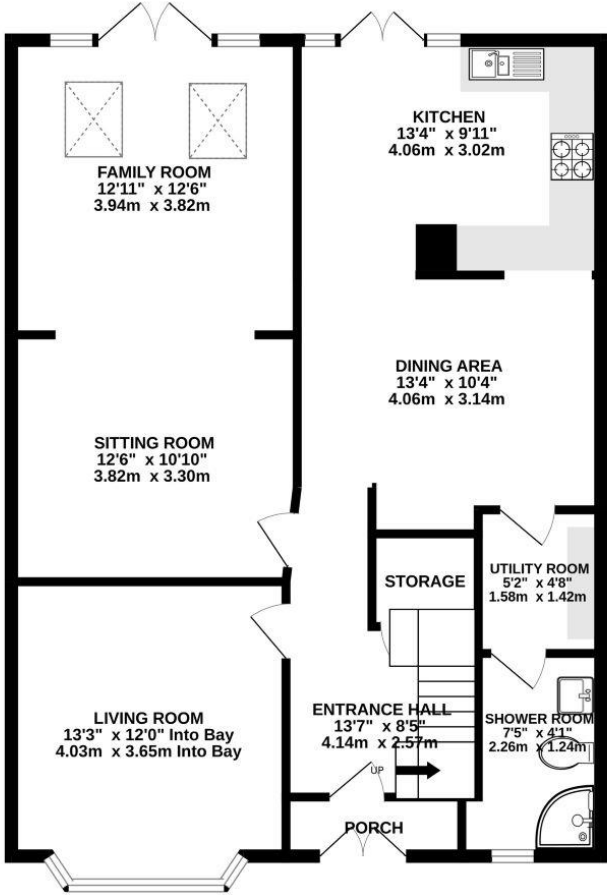 KITCHEN
13'4" x 9'11"
4.06m x 3.02m
FAMILY ROOM
12'11" x 12'6"
3.94m x 3.82m
DINING AREA
13'4" x 10'4"
4.06m x 3.14m
SITTING ROOM
12'6" x 10'10"
3.82m x 3.30m
UTILITY ROOM
5'2" x 4'8"
1.58m x 1.42m
STORAGE
LIVING ROOM
13'3" x 12'0" Into Bay
4.03m x 3.65m Into Bay
ENTRANCE HALL
13'7" x 8'5"
4.14m x 2.57m
UP
SHOWER ROOM
7'5" x 4'1"
2.26m x 1.24m
PORCH